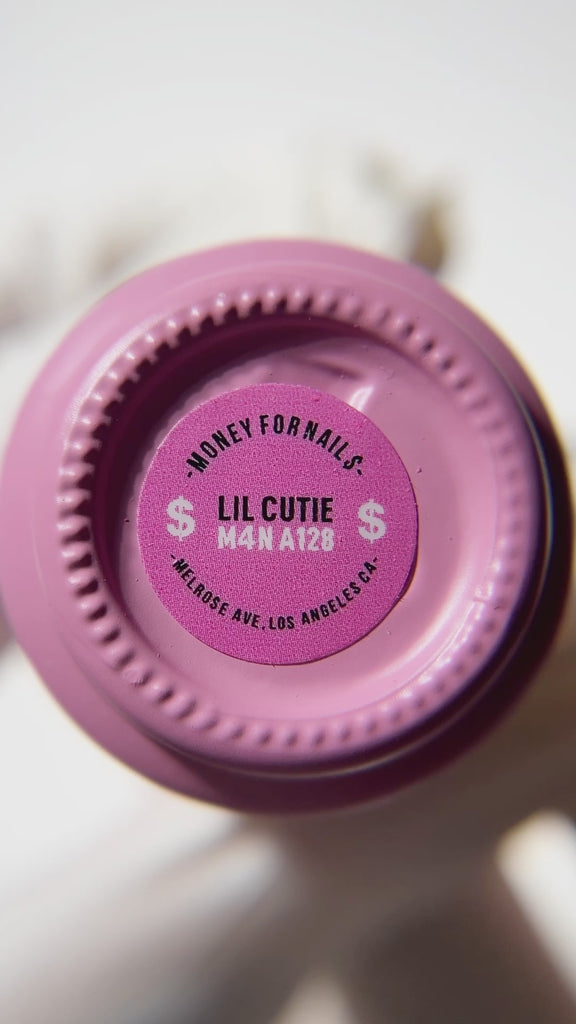 -MONEY FOR NAILS-
$ LIL CUTIE $
M4N A128
-MELROSE AVE. LOS ANGELES CA-